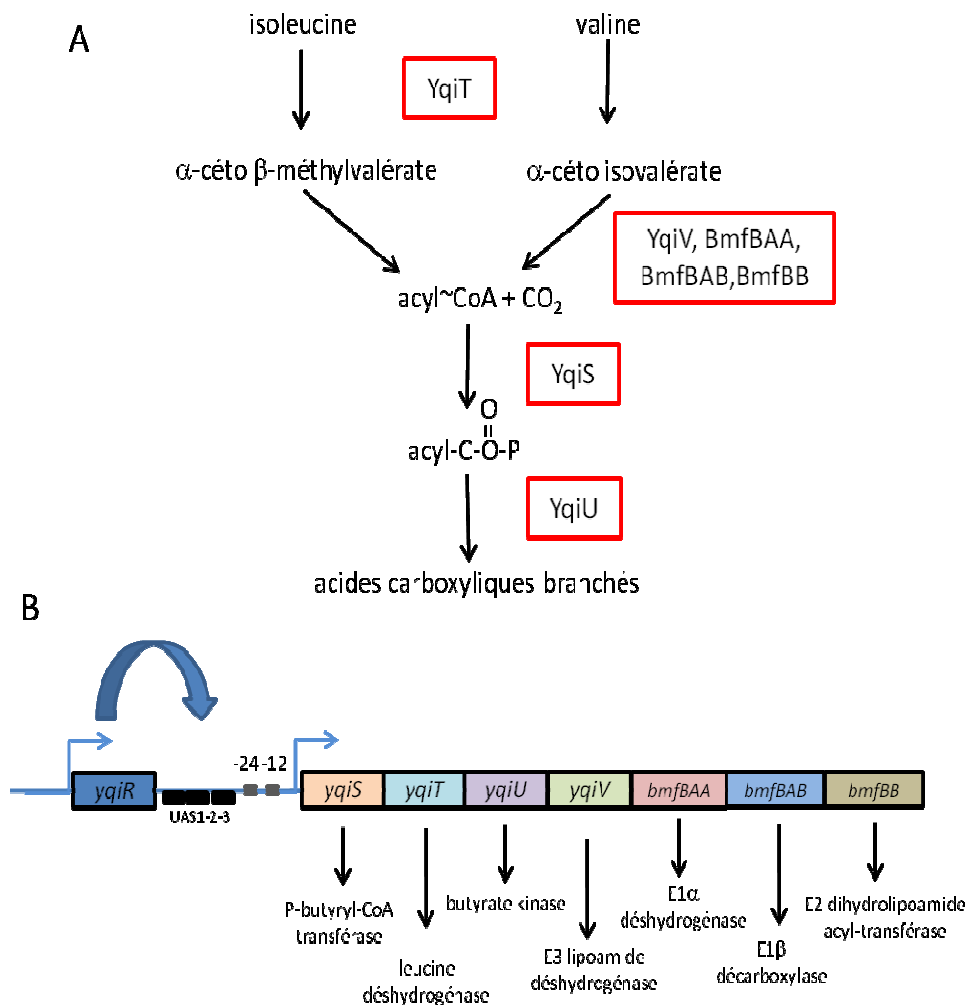 A
isoleucine
valine
YqiT
α-céto β-méthylvalérate
α-céto isovalérate
YqiV, BmfBAA,
BmfBAB,BmfBB
acyl~CoA + CO₂
YqiS
O
acyl-C-O-P
YqiU
acides carboxyliques branchés
B
-24 -12
yqiR
UAS1-2-3
yqiS
yqiT
yqiU
yqiV
bmfBAA
bmfBAB
bmfBB
P-butyryl-CoA
transférase
leucine
déshydrogénase
butyrate kinase
E3 lipoam de
déshydrogénase
E1α
déshydrogénase
E1β
décarboxylase
E2 dihydrolipoamide
acyl-transférase